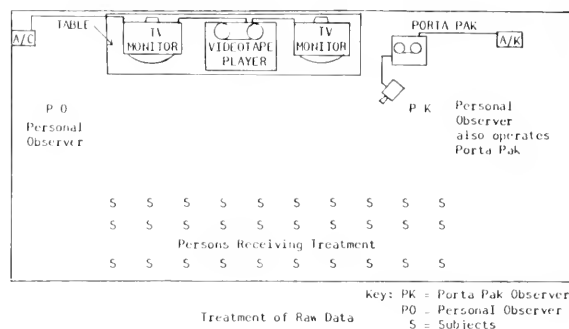 TABLE
TV
MONITOR
VIDEOTAPE
PLAYER
TV
MONITOR
PORTA PAK
A/C
A/K
P O
Personal
Observer
P K
Personal
Observer
also operates
Porta Pak
S S S S S S S S S S
S S S S S S S S S S
Persons Receiving Treatment
S S S S S S S S S S
Key: PK = Porta Pak Observer
PO = Personal Observer
S = Subjects
Treatment of Raw Data